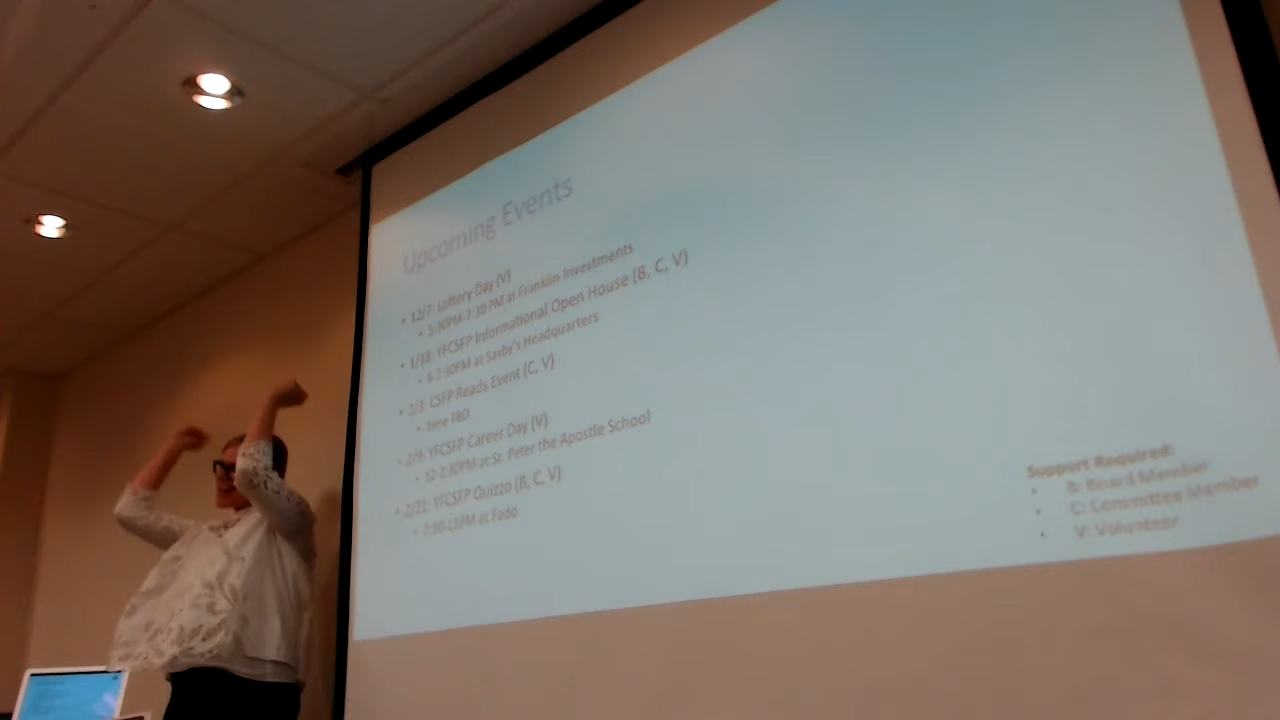 Upcoming Events
• 12/7: Lottery Day (V)
• 5:30PM-7:30 PM at Franklin Investments
• 1/18: YFCSFP Informational Open House (B, C, V)
• 6-7:30PM at Saxby's Headquarters
• 2/3: CSFP Reads Event (C, V)
• Time TBD
• 2/9: YFCSFP Career Day (V)
• 12-2:30PM at St. Peter the Apostle School
• 2/21: YFCSFP Quizzo (B, C, V)
• 7:30-11PM at Fado
Support Required:
• B: Board Member
• C: Committee Member
• V: Volunteer